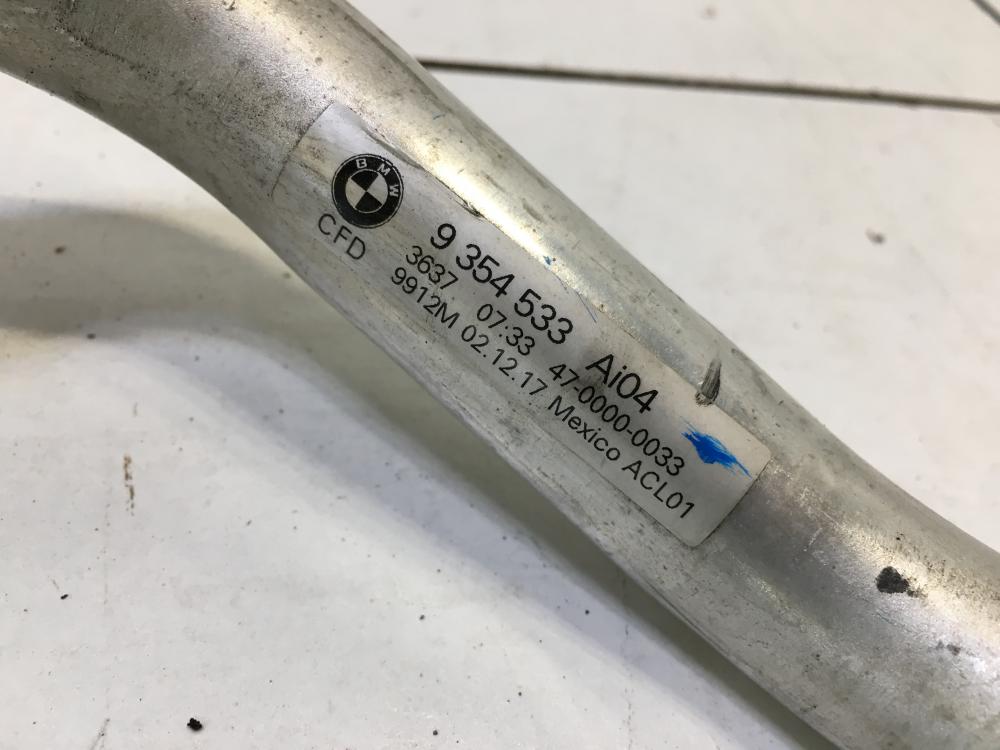 BMW
CFD
9 354 533 Ai04
3637 07:33 47-0000-0033
9912M 02.12.17 Mexico ACL01